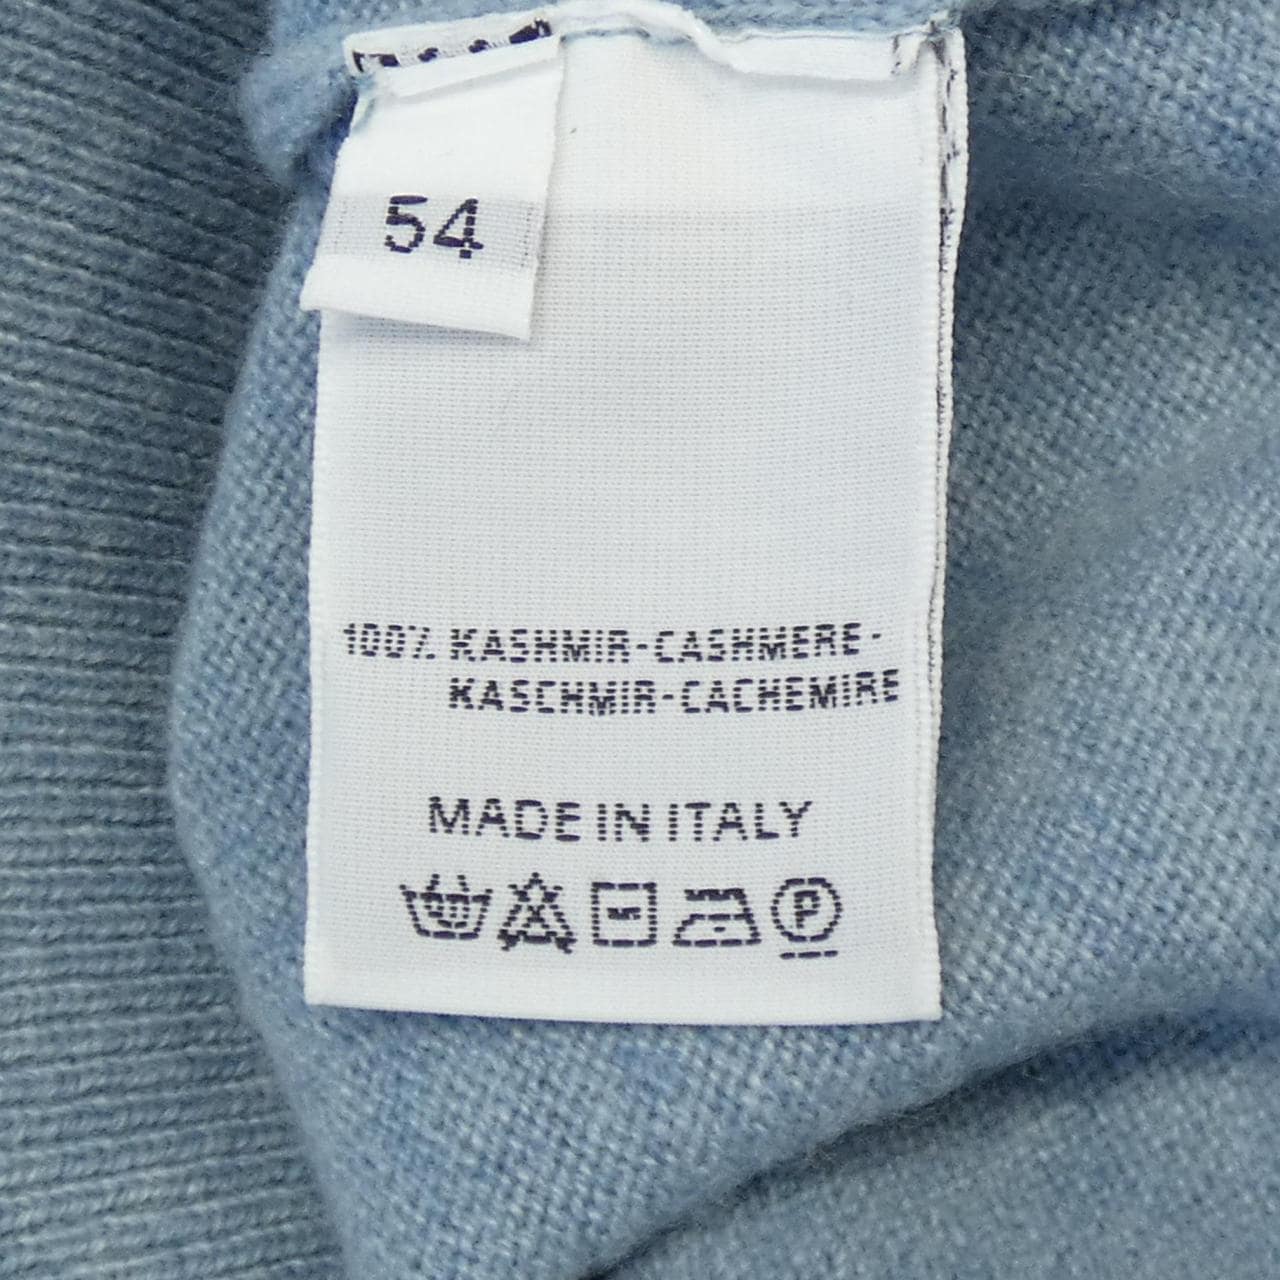 54
100% KASHMIR-CASHMERE-
KASCHMIR-CACHEMIRE
MADE IN ITALY
P